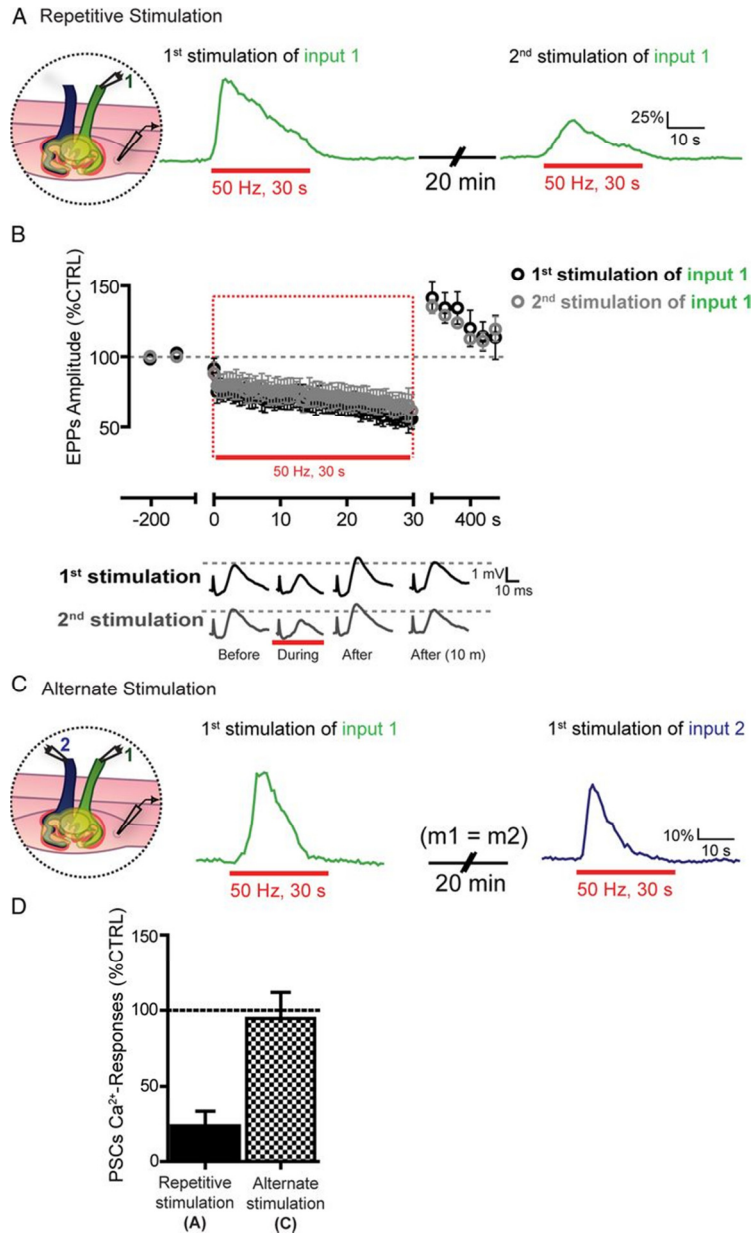 A Repetitive Stimulation
1st stimulation of input 1
2nd stimulation of input 1
1
25%
10 s
50 Hz, 30 s
20 min
50 Hz, 30 s
B
EPPs Amplitude (%CTRL)
150
100
50
1st stimulation of input 1
2nd stimulation of input 1
50 Hz, 30 s
-200 0 10 20 30 400 s
1st stimulation
1 mV
10 ms
2nd stimulation
Before During After After (10 m)
C Alternate Stimulation
1st stimulation of input 1
1st stimulation of input 2
2 1
(m1 = m2)
10%
10 s
50 Hz, 30 s
20 min
50 Hz, 30 s
D
PSCs Ca2+-Responses (%CTRL)
150
100
50
0
Repetitive stimulation (A)
Alternate stimulation (C)